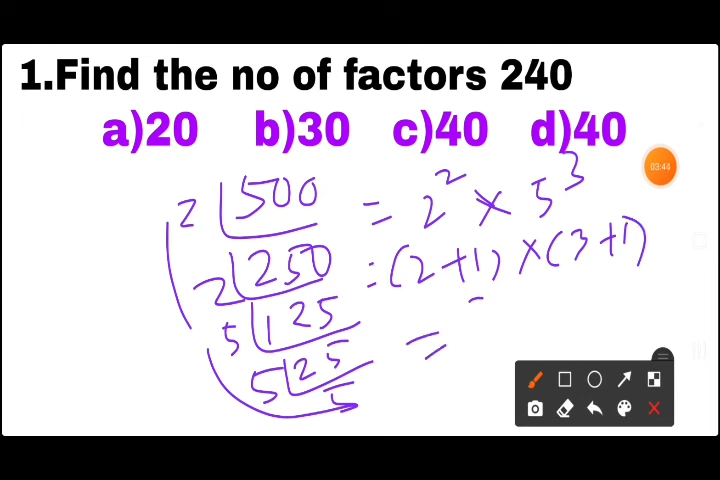 1.Find the no of factors 240
a)20 b)30 c)40 d)40
03:44
2 500 = 2² × 5³
2 250 = (2+1) × (3+1)
5 125
5 25 =
5